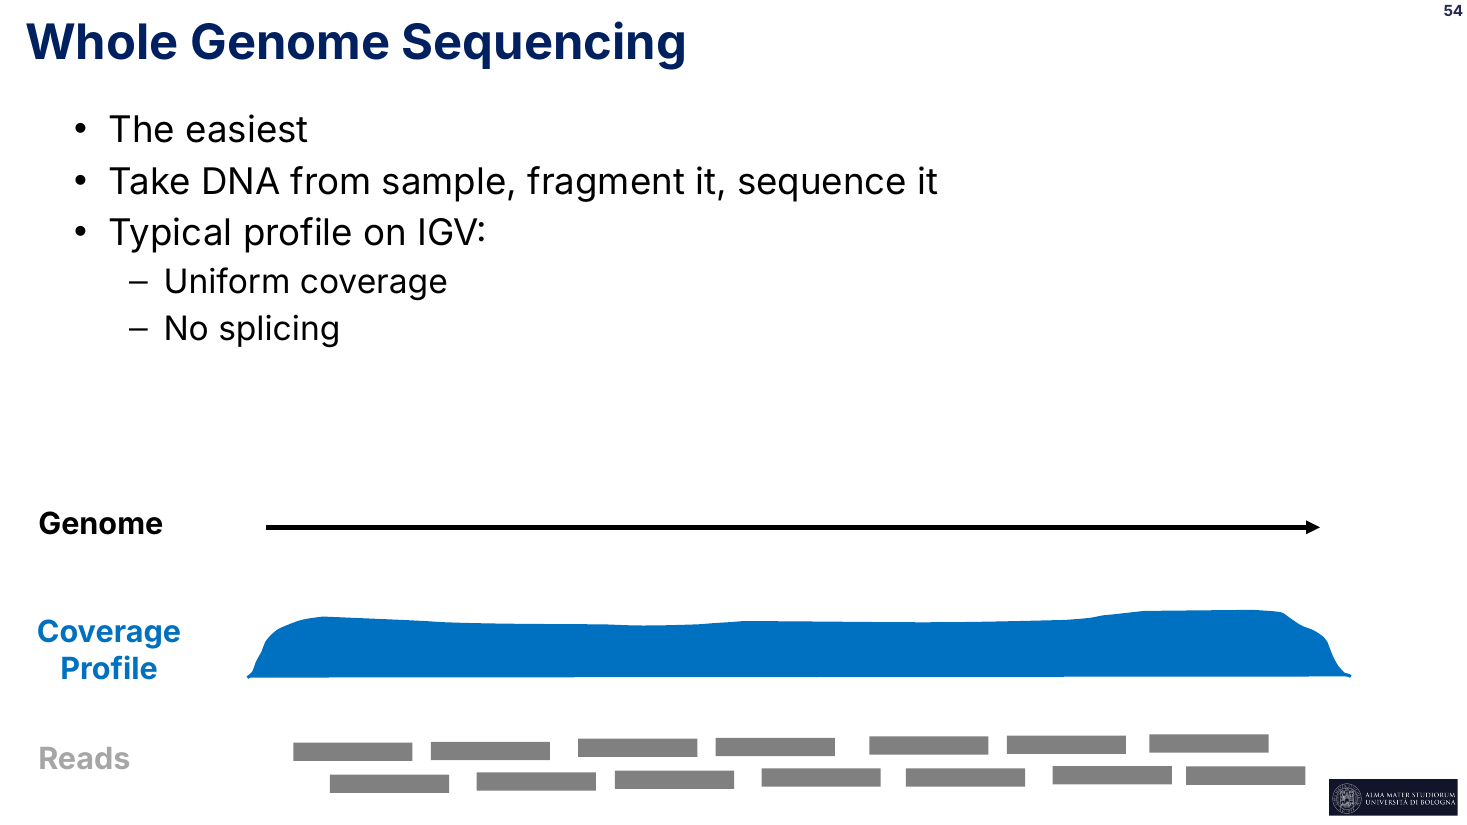 54
Whole Genome Sequencing
• The easiest
• Take DNA from sample, fragment it, sequence it
• Typical profile on IGV:
– Uniform coverage
– No splicing
Genome
Coverage
Profile
Reads
ALMA MATER STUDIORUM
UNIVERSITÀ DI BOLOGNA